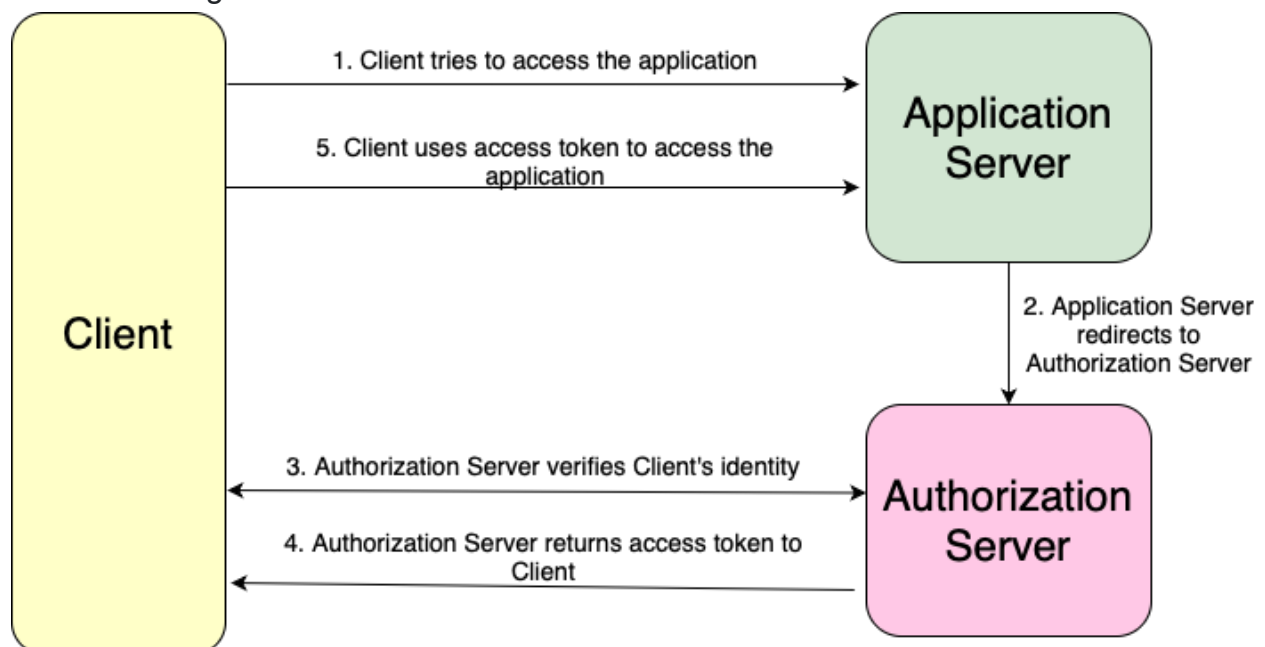 1. Client tries to access the application
Application
Server
5. Client uses access token to access the
application
Client
2. Application Server
redirects to
Authorization Server
3. Authorization Server verifies Client's identity
Authorization
Server
4. Authorization Server returns access token to
Client